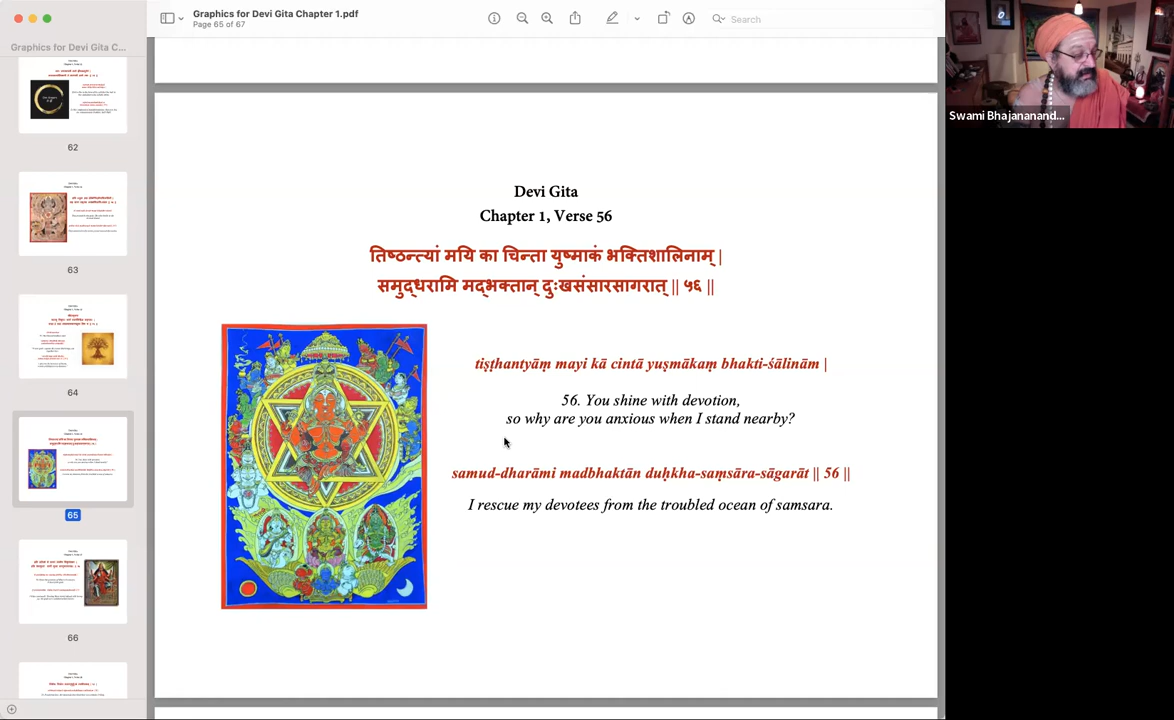 Graphics for Devi Gita Chapter 1.pdf
Page 65 of 67
Search
Graphics for Devi Gita C...
62
63
64
65
66
Swami Bhajananand...
Devi Gita
Chapter 1, Verse 56
तिष्ठन्त्यां मयि का चिन्ता युष्माकं भक्तिशालिनाम् |
समुद्धरामि मद्भक्तान् दुःखसंसारसागरात् || ५६ ||
tiṣṭhantyāṃ mayi kā cintā yuṣmākaṃ bhakti-śālinām |
56. You shine with devotion,
so why are you anxious when I stand nearby?
samud-dharāmi madbhaktān duḥkha-saṃsāra-sāgarāt || 56 ||
I rescue my devotees from the troubled ocean of samsara.